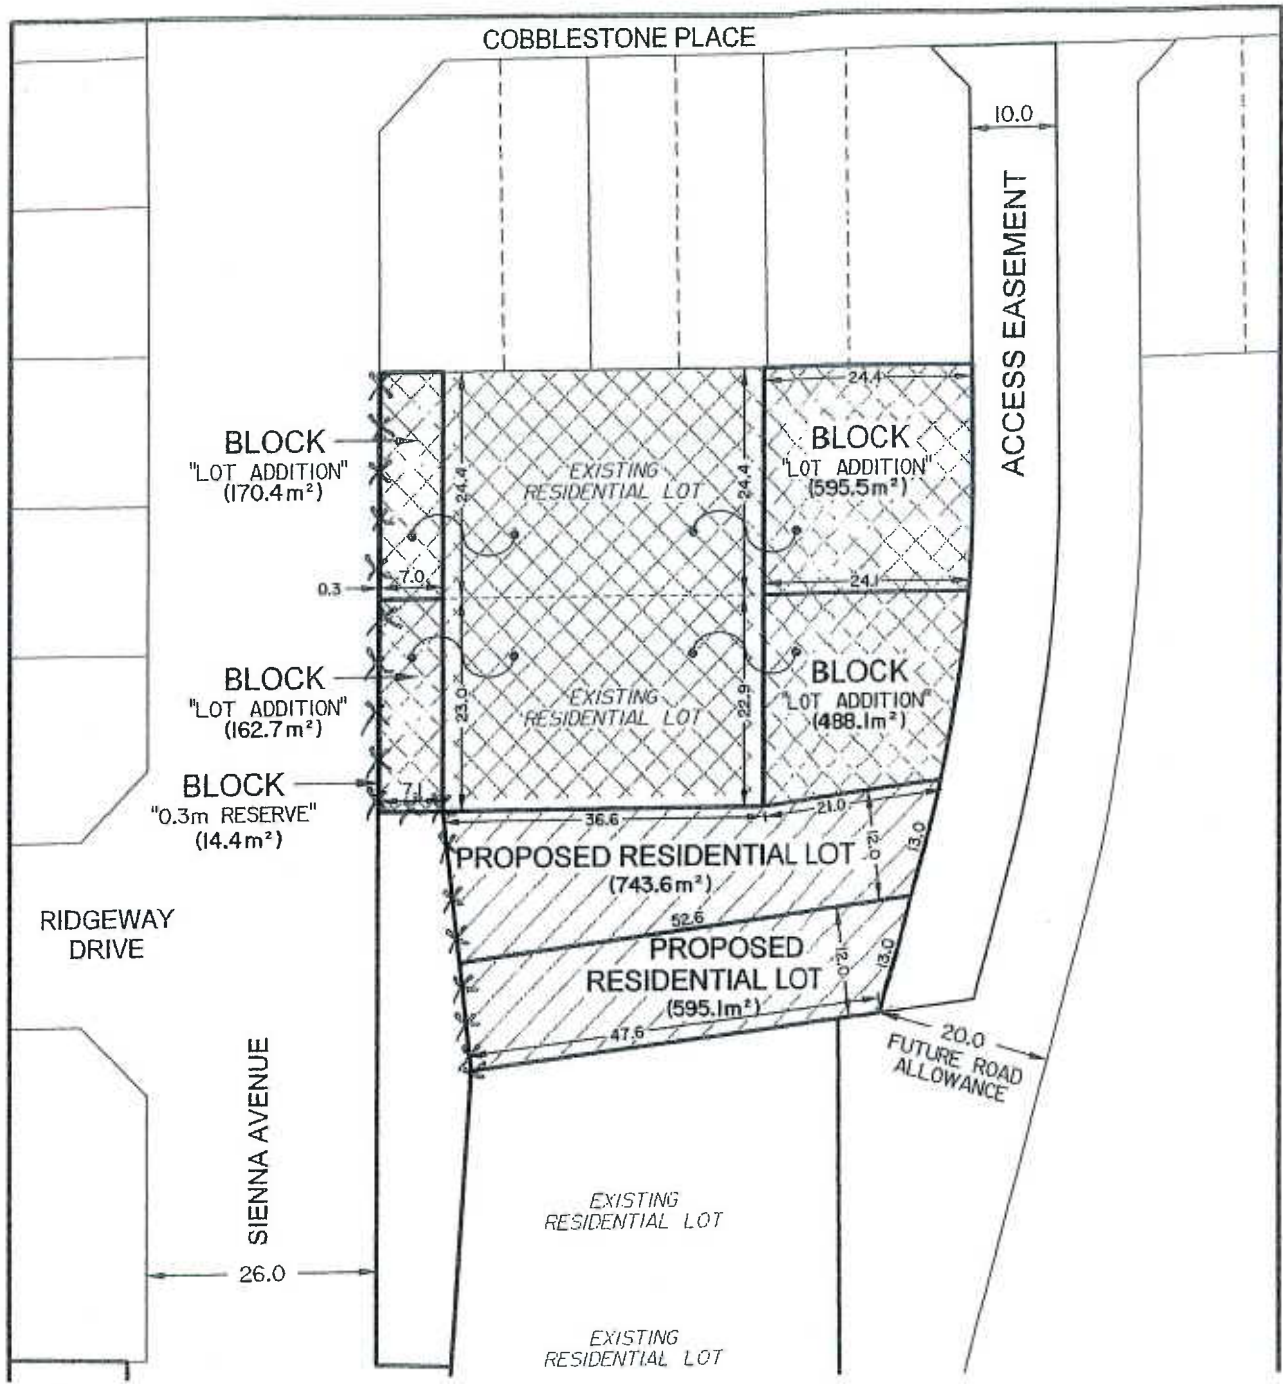 COBBLESTONE PLACE
10.0
ACCESS EASEMENT
24.4
BLOCK
"LOT ADDITION"
(170.4m²)
24.4
EXISTING
RESIDENTIAL LOT
24.4
BLOCK
"LOT ADDITION"
(595.5m²)
0.3
7.0
24.1
BLOCK
"LOT ADDITION"
(162.7m²)
23.0
EXISTING
RESIDENTIAL LOT
22.9
BLOCK
"LOT ADDITION"
(488.1m²)
BLOCK
"0.3m RESERVE"
(14.4m²)
7.1
36.6
21.0
12.0
13.0
PROPOSED RESIDENTIAL LOT
(743.6m²)
RIDGEWAY
DRIVE
52.6
PROPOSED
RESIDENTIAL LOT
(595.1m²)
12.0
13.0
47.6
20.0
FUTURE ROAD
ALLOWANCE
SIENNA AVENUE
26.0
EXISTING
RESIDENTIAL LOT
EXISTING
RESIDENTIAL LOT